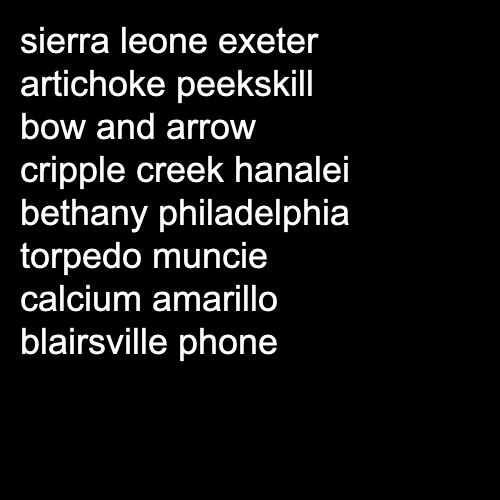 sierra leone exeter
artichoke peekskill
bow and arrow
cripple creek hanalei
bethany philadelphia
torpedo muncie
calcium amarillo
blairsville phone